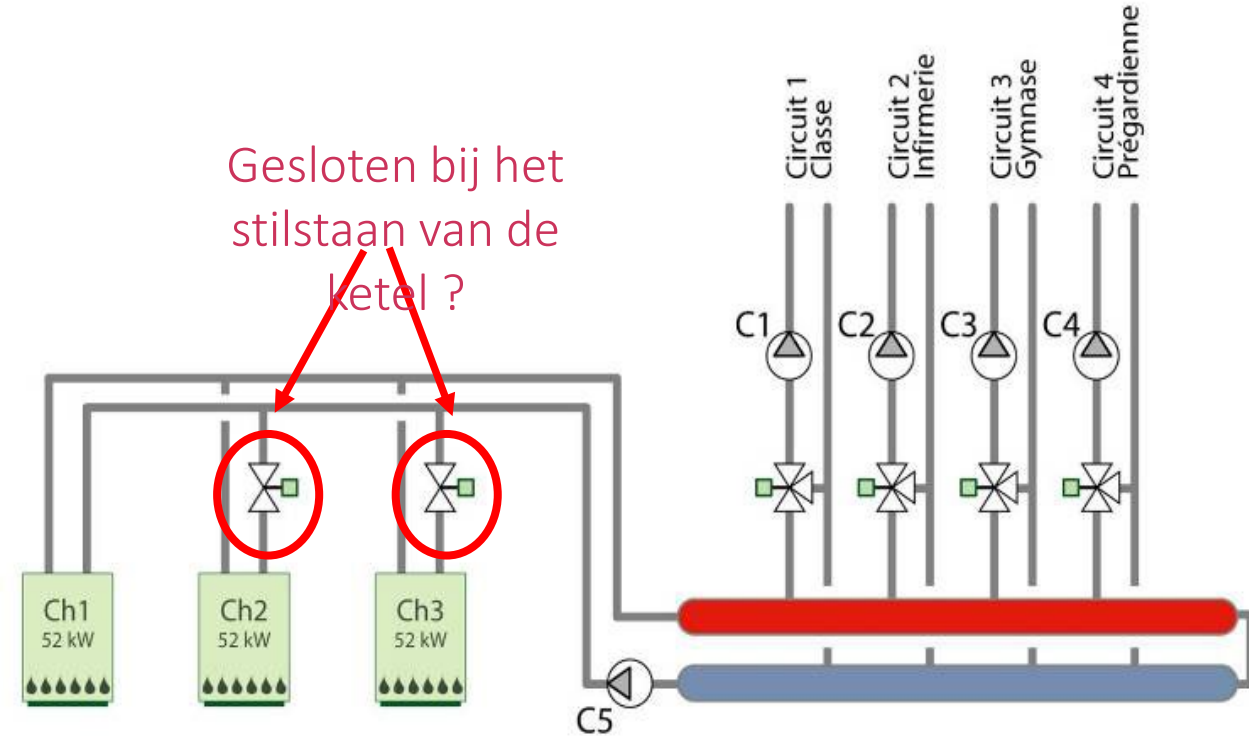 Gesloten bij het
stilstaan van de
ketel ?
Circuit 1
Classe
Circuit 2
Infirmerie
Circuit 3
Gymnase
Circuit 4
Prégardienne
C1
C2
C3
C4
Ch1
52 kW
Ch2
52 kW
Ch3
52 kW
C5